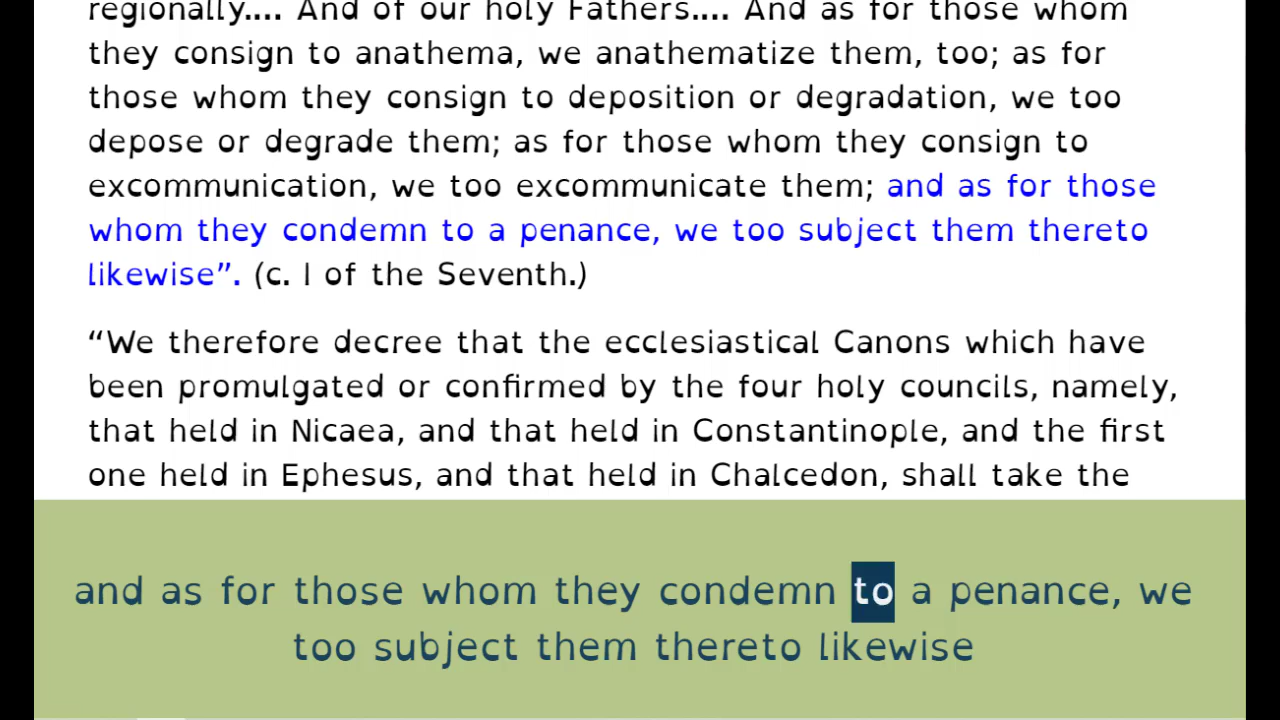 regionally.... And of our holy Fathers.... And as for those whom
they consign to anathema, we anathematize them, too; as for
those whom they consign to deposition or degradation, we too
depose or degrade them; as for those whom they consign to
excommunication, we too excommunicate them; and as for those
whom they condemn to a penance, we too subject them thereto
likewise”. (c. I of the Seventh.)
“We therefore decree that the ecclesiastical Canons which have
been promulgated or confirmed by the four holy councils, namely,
that held in Nicaea, and that held in Constantinople, and the first
one held in Ephesus, and that held in Chalcedon, shall take the
and as for those whom they condemn to a penance, we
too subject them thereto likewise